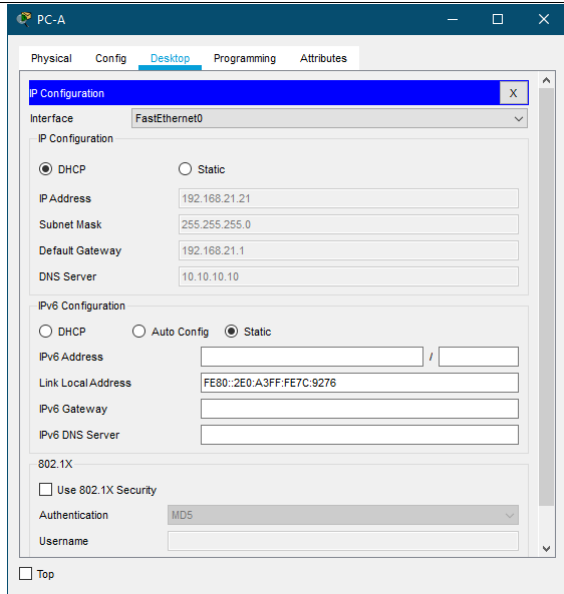 PC-A
Physical Config Desktop Programming Attributes
IP Configuration X
Interface FastEthernet0
IP Configuration
DHCP Static
IP Address 192.168.21.21
Subnet Mask 255.255.255.0
Default Gateway 192.168.21.1
DNS Server 10.10.10.10
IPv6 Configuration
DHCP Auto Config Static
IPv6 Address /
Link Local Address FE80::2E0:A3FF:FE7C:9276
IPv6 Gateway
IPv6 DNS Server
802.1X
Use 802.1X Security
Authentication MD5
Username
Top